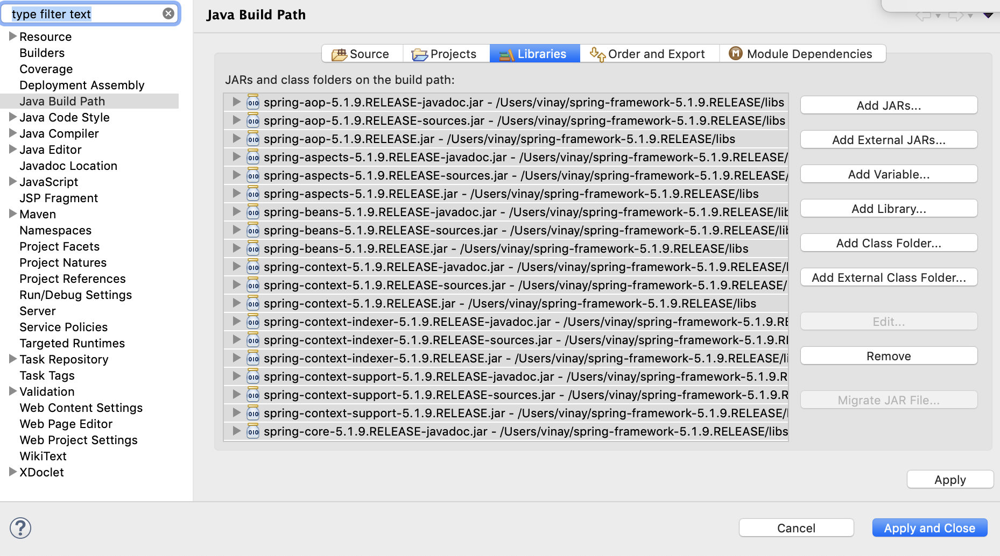 type filter text
Resource
Builders
Coverage
Deployment Assembly
Java Build Path
Java Code Style
Java Compiler
Java Editor
Javadoc Location
JavaScript
JSP Fragment
Maven
Namespaces
Project Facets
Project Natures
Project References
Run/Debug Settings
Server
Service Policies
Targeted Runtimes
Task Repository
Task Tags
Validation
Web Content Settings
Web Page Editor
Web Project Settings
WikiText
XDoclet
Java Build Path
Source Projects Libraries Order and Export Module Dependencies
JARs and class folders on the build path:
spring-aop-5.1.9.RELEASE-javadoc.jar - /Users/vinay/spring-framework-5.1.9.RELEASE/libs
spring-aop-5.1.9.RELEASE-sources.jar - /Users/vinay/spring-framework-5.1.9.RELEASE/libs
spring-aop-5.1.9.RELEASE.jar - /Users/vinay/spring-framework-5.1.9.RELEASE/libs
spring-aspects-5.1.9.RELEASE-javadoc.jar - /Users/vinay/spring-framework-5.1.9.RELEASE/
spring-aspects-5.1.9.RELEASE-sources.jar - /Users/vinay/spring-framework-5.1.9.RELEASE/
spring-aspects-5.1.9.RELEASE.jar - /Users/vinay/spring-framework-5.1.9.RELEASE/libs
spring-beans-5.1.9.RELEASE-javadoc.jar - /Users/vinay/spring-framework-5.1.9.RELEASE/lib
spring-beans-5.1.9.RELEASE-sources.jar - /Users/vinay/spring-framework-5.1.9.RELEASE/lib
spring-beans-5.1.9.RELEASE.jar - /Users/vinay/spring-framework-5.1.9.RELEASE/libs
spring-context-5.1.9.RELEASE-javadoc.jar - /Users/vinay/spring-framework-5.1.9.RELEASE/l
spring-context-5.1.9.RELEASE-sources.jar - /Users/vinay/spring-framework-5.1.9.RELEASE/
spring-context-5.1.9.RELEASE.jar - /Users/vinay/spring-framework-5.1.9.RELEASE/libs
spring-context-indexer-5.1.9.RELEASE-javadoc.jar - /Users/vinay/spring-framework-5.1.9.RE
spring-context-indexer-5.1.9.RELEASE-sources.jar - /Users/vinay/spring-framework-5.1.9.RI
spring-context-indexer-5.1.9.RELEASE.jar - /Users/vinay/spring-framework-5.1.9.RELEASE/li
spring-context-support-5.1.9.RELEASE-javadoc.jar - /Users/vinay/spring-framework-5.1.9.R
spring-context-support-5.1.9.RELEASE-sources.jar - /Users/vinay/spring-framework-5.1.9.R
spring-context-support-5.1.9.RELEASE.jar - /Users/vinay/spring-framework-5.1.9.RELEASE/l
spring-core-5.1.9.RELEASE-javadoc.jar - /Users/vinay/spring-framework-5.1.9.RELEASE/libs
Add JARs...
Add External JARs...
Add Variable...
Add Library...
Add Class Folder...
Add External Class Folder...
Edit...
Remove
Migrate JAR File...
Apply
Cancel
Apply and Close